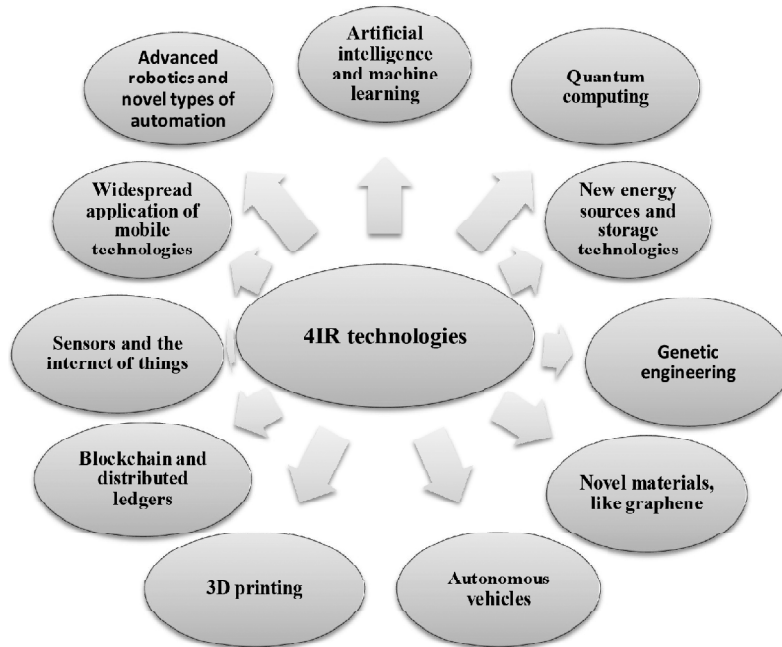 Artificial
intelligence
and machine
learning
Quantum
computing
New energy
sources and
storage
technologies
Genetic
engineering
Novel materials,
like graphene
Autonomous
vehicles
3D printing
Blockchain and
distributed
ledgers
Sensors and the
internet of things
Widespread
application of
mobile
technologies
Advanced
robotics and
novel types of
automation
4IR technologies